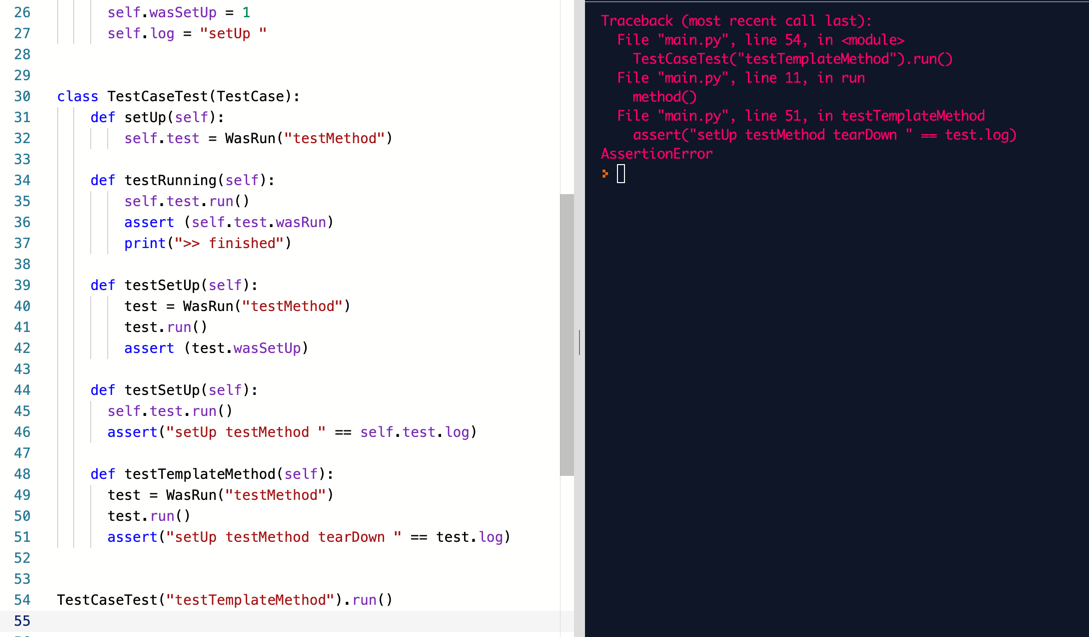 26 self.wasSetUp = 1
27 self.log = "setUp "
28
29
30 class TestCaseTest(TestCase):
31 def setUp(self):
32 self.test = WasRun("testMethod")
33
34 def testRunning(self):
35 self.test.run()
36 assert (self.test.wasRun)
37 print(">> finished")
38
39 def testSetUp(self):
40 test = WasRun("testMethod")
41 test.run()
42 assert (test.wasSetUp)
43
44 def testSetUp(self):
45 self.test.run()
46 assert("setUp testMethod " == self.test.log)
47
48 def testTemplateMethod(self):
49 test = WasRun("testMethod")
50 test.run()
51 assert("setUp testMethod tearDown " == test.log)
52
53
54 TestCaseTest("testTemplateMethod").run()
55
Traceback (most recent call last):
File "main.py", line 54, in <module>
TestCaseTest("testTemplateMethod").run()
File "main.py", line 11, in run
method()
File "main.py", line 51, in testTemplateMethod
assert("setUp testMethod tearDown " == test.log)
AssertionError